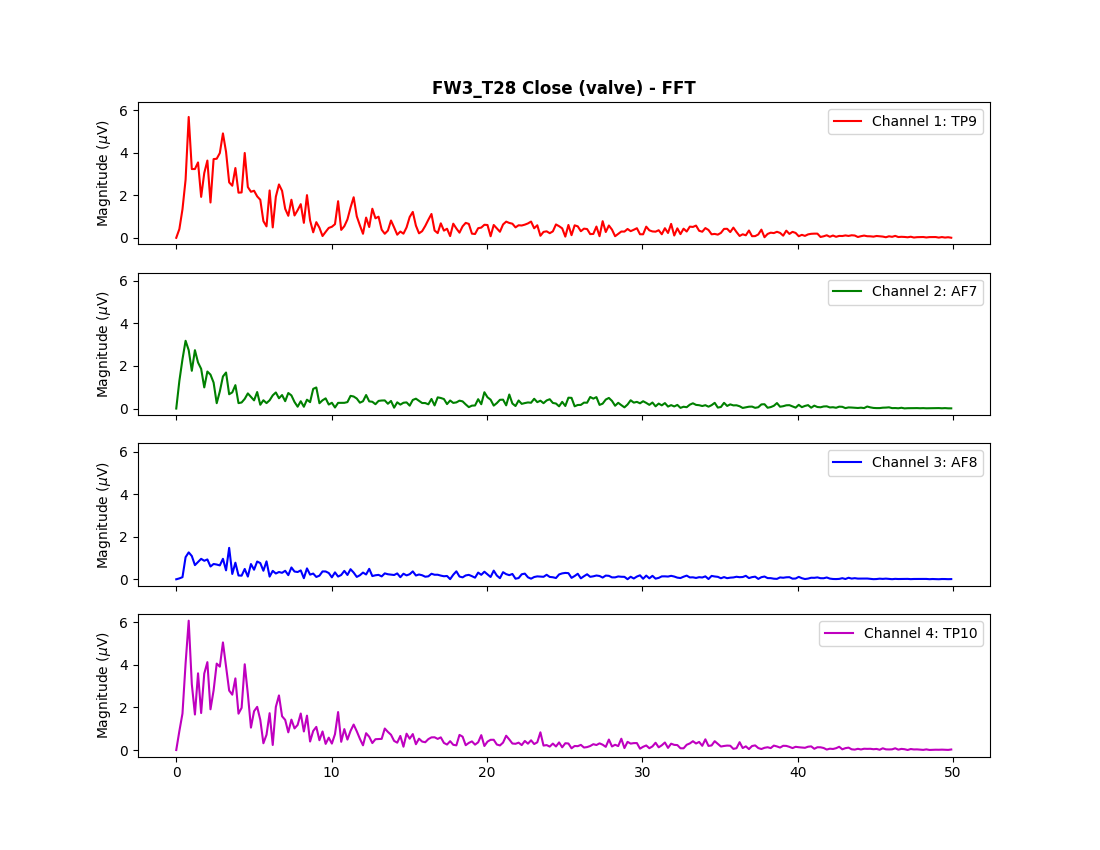 FW3_T28 Close (valve) - FFT
6
4
2
0
Magnitude (μV)
Channel 1: TP9
6
4
2
0
Magnitude (μV)
Channel 2: AF7
6
4
2
0
Magnitude (μV)
Channel 3: AF8
6
4
2
0
Magnitude (μV)
Channel 4: TP10
0 10 20 30 40 50